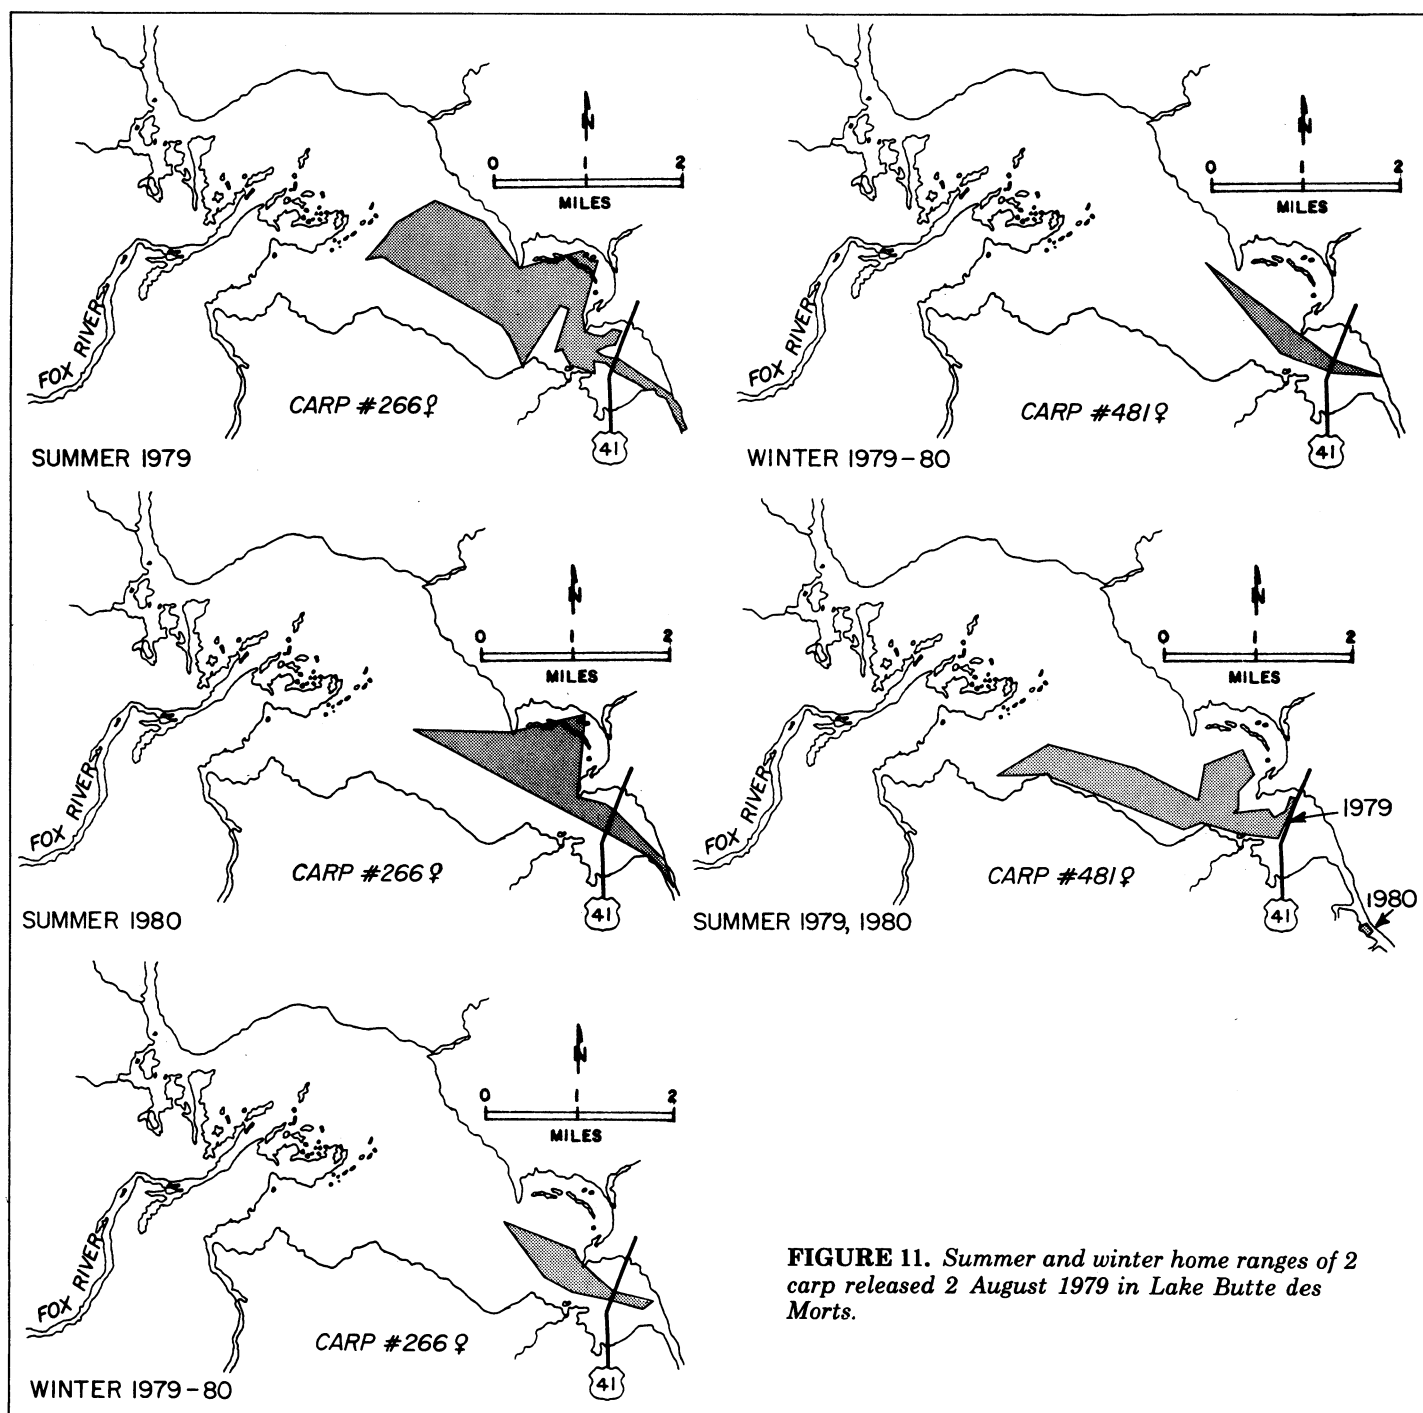 N
0 1 2
MILES
FOX RIVER
CARP #266♀
41
SUMMER 1979
N
0 1 2
MILES
FOX RIVER
CARP #481♀
41
WINTER 1979-80
N
0 1 2
MILES
FOX RIVER
CARP #266♀
41
SUMMER 1980
N
0 1 2
MILES
FOX RIVER
1979
CARP #481♀
1980
41
SUMMER 1979, 1980
N
0 1 2
MILES
FOX RIVER
CARP #266♀
41
WINTER 1979-80
FIGURE 11. Summer and winter home ranges of 2
carp released 2 August 1979 in Lake Butte des
Morts.